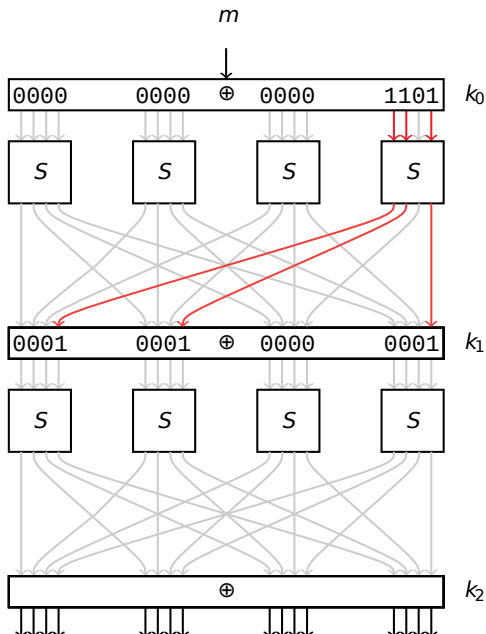 m
0000 0000 ⊕ 0000 1101 k₀
S S S S
0001 0001 ⊕ 0000 0001 k₁
S S S S
⊕ k₂